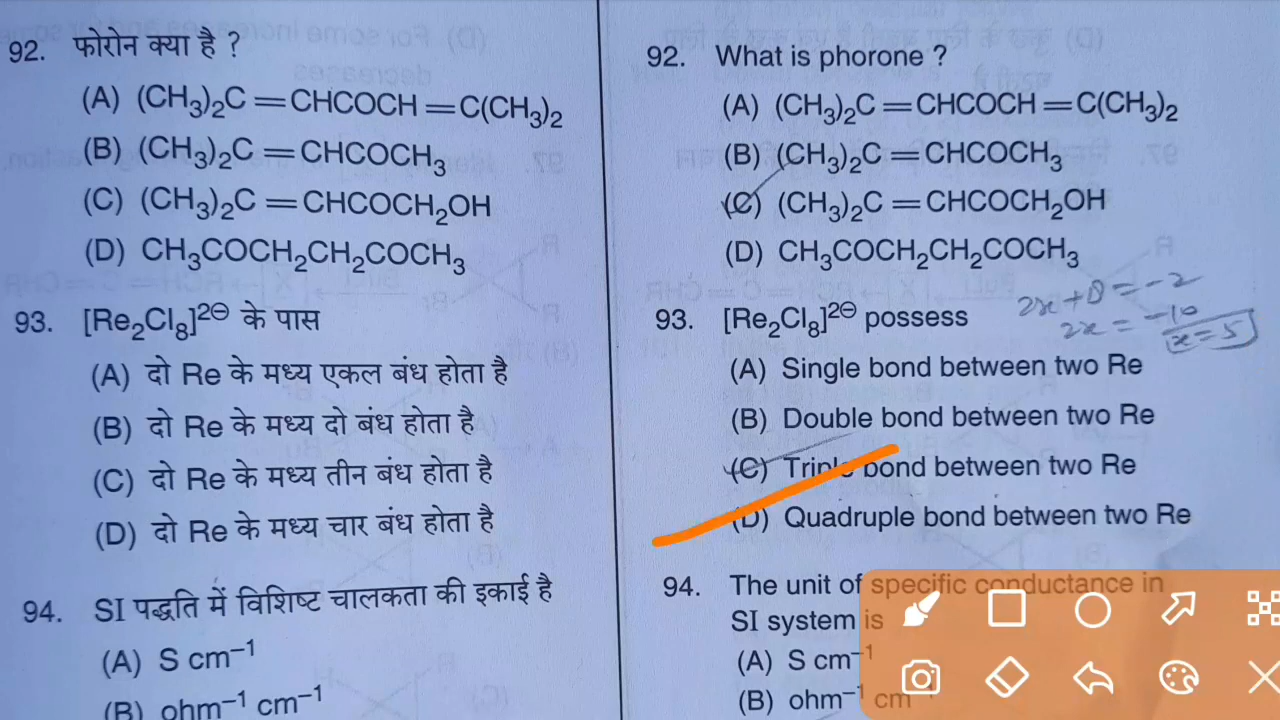 92. फोरोन क्या है ?
(A) (CH₃)₂C=CHCOCH=C(CH₃)₂
(B) (CH₃)₂C=CHCOCH₃
(C) (CH₃)₂C=CHCOCH₂OH
(D) CH₃COCH₂CH₂COCH₃
93. [Re₂Cl₈]²⊖ के पास
(A) दो Re के मध्य एकल बंध होता है
(B) दो Re के मध्य दो बंध होता है
(C) दो Re के मध्य तीन बंध होता है
(D) दो Re के मध्य चार बंध होता है
94. SI पद्धति में विशिष्ट चालकता की इकाई है
(A) S cm⁻¹
(B) ohm⁻¹ cm⁻¹
92. What is phorone ?
(A) (CH₃)₂C=CHCOCH=C(CH₃)₂
(B) (CH₃)₂C=CHCOCH₃
(C) (CH₃)₂C=CHCOCH₂OH
(D) CH₃COCH₂CH₂COCH₃
2x+8=-2
2x=-10
x=5
93. [Re₂Cl₈]²⊖ possess
(A) Single bond between two Re
(B) Double bond between two Re
(C) Triple bond between two Re
(D) Quadruple bond between two Re
94. The unit of specific conductance in
SI system is
(A) S cm⁻¹
(B) ohm⁻¹ cm⁻¹